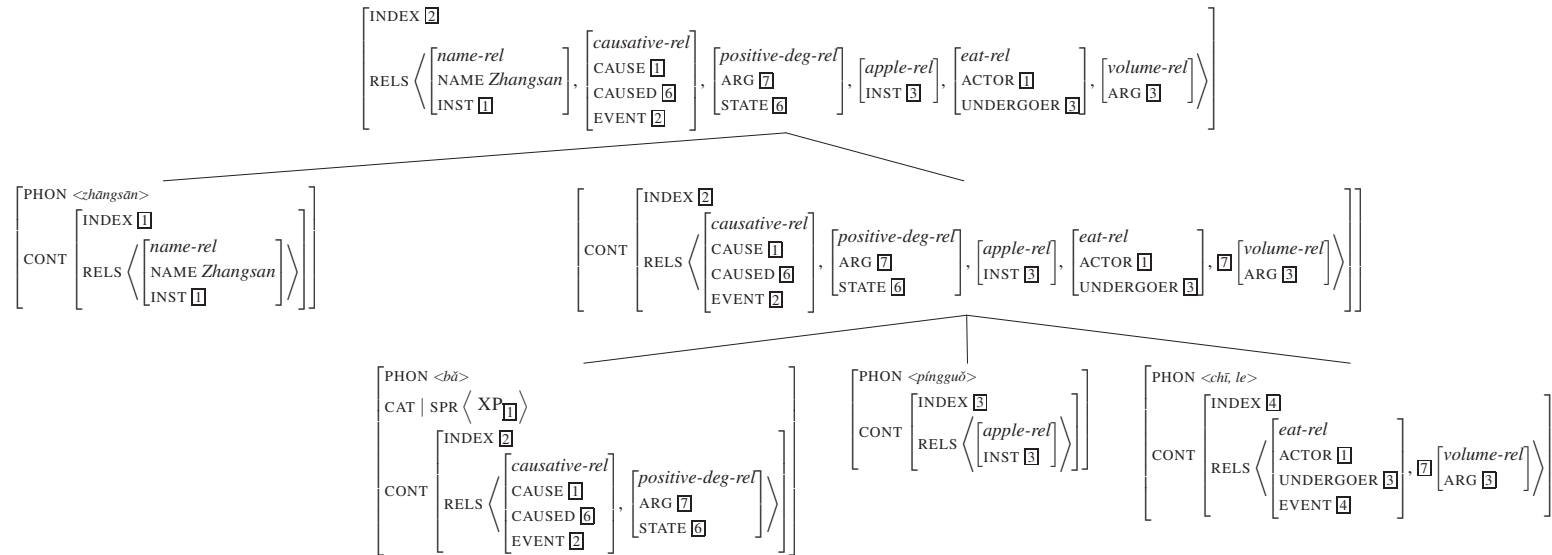 INDEX 2
RELS ⟨ [name-rel NAME Zhangsan INST 1], [causative-rel CAUSE 1 CAUSED 6 EVENT 2], [positive-deg-rel ARG 7 STATE 6], [apple-rel INST 3], [eat-rel ACTOR 1 UNDERGOER 3], [volume-rel ARG 3] ⟩
PHON <zhāngsān>
CONT [INDEX 1
RELS ⟨ [name-rel NAME Zhangsan INST 1] ⟩]
CONT [INDEX 2
RELS ⟨ [causative-rel CAUSE 1 CAUSED 6 EVENT 2], [positive-deg-rel ARG 7 STATE 6], [apple-rel INST 3], [eat-rel ACTOR 1 UNDERGOER 3], 7 [volume-rel ARG 3] ⟩]
PHON <bǎ>
CAT | SPR ⟨ XP1 ⟩
CONT [INDEX 2
RELS ⟨ [causative-rel CAUSE 1 CAUSED 6 EVENT 2], [positive-deg-rel ARG 7 STATE 6] ⟩]
PHON <píngguǒ>
CONT [INDEX 3
RELS ⟨ [apple-rel INST 3] ⟩]
PHON <chī, le>
CONT [INDEX 4
RELS ⟨ [eat-rel ACTOR 1 UNDERGOER 3 EVENT 4], 7 [volume-rel ARG 3] ⟩]